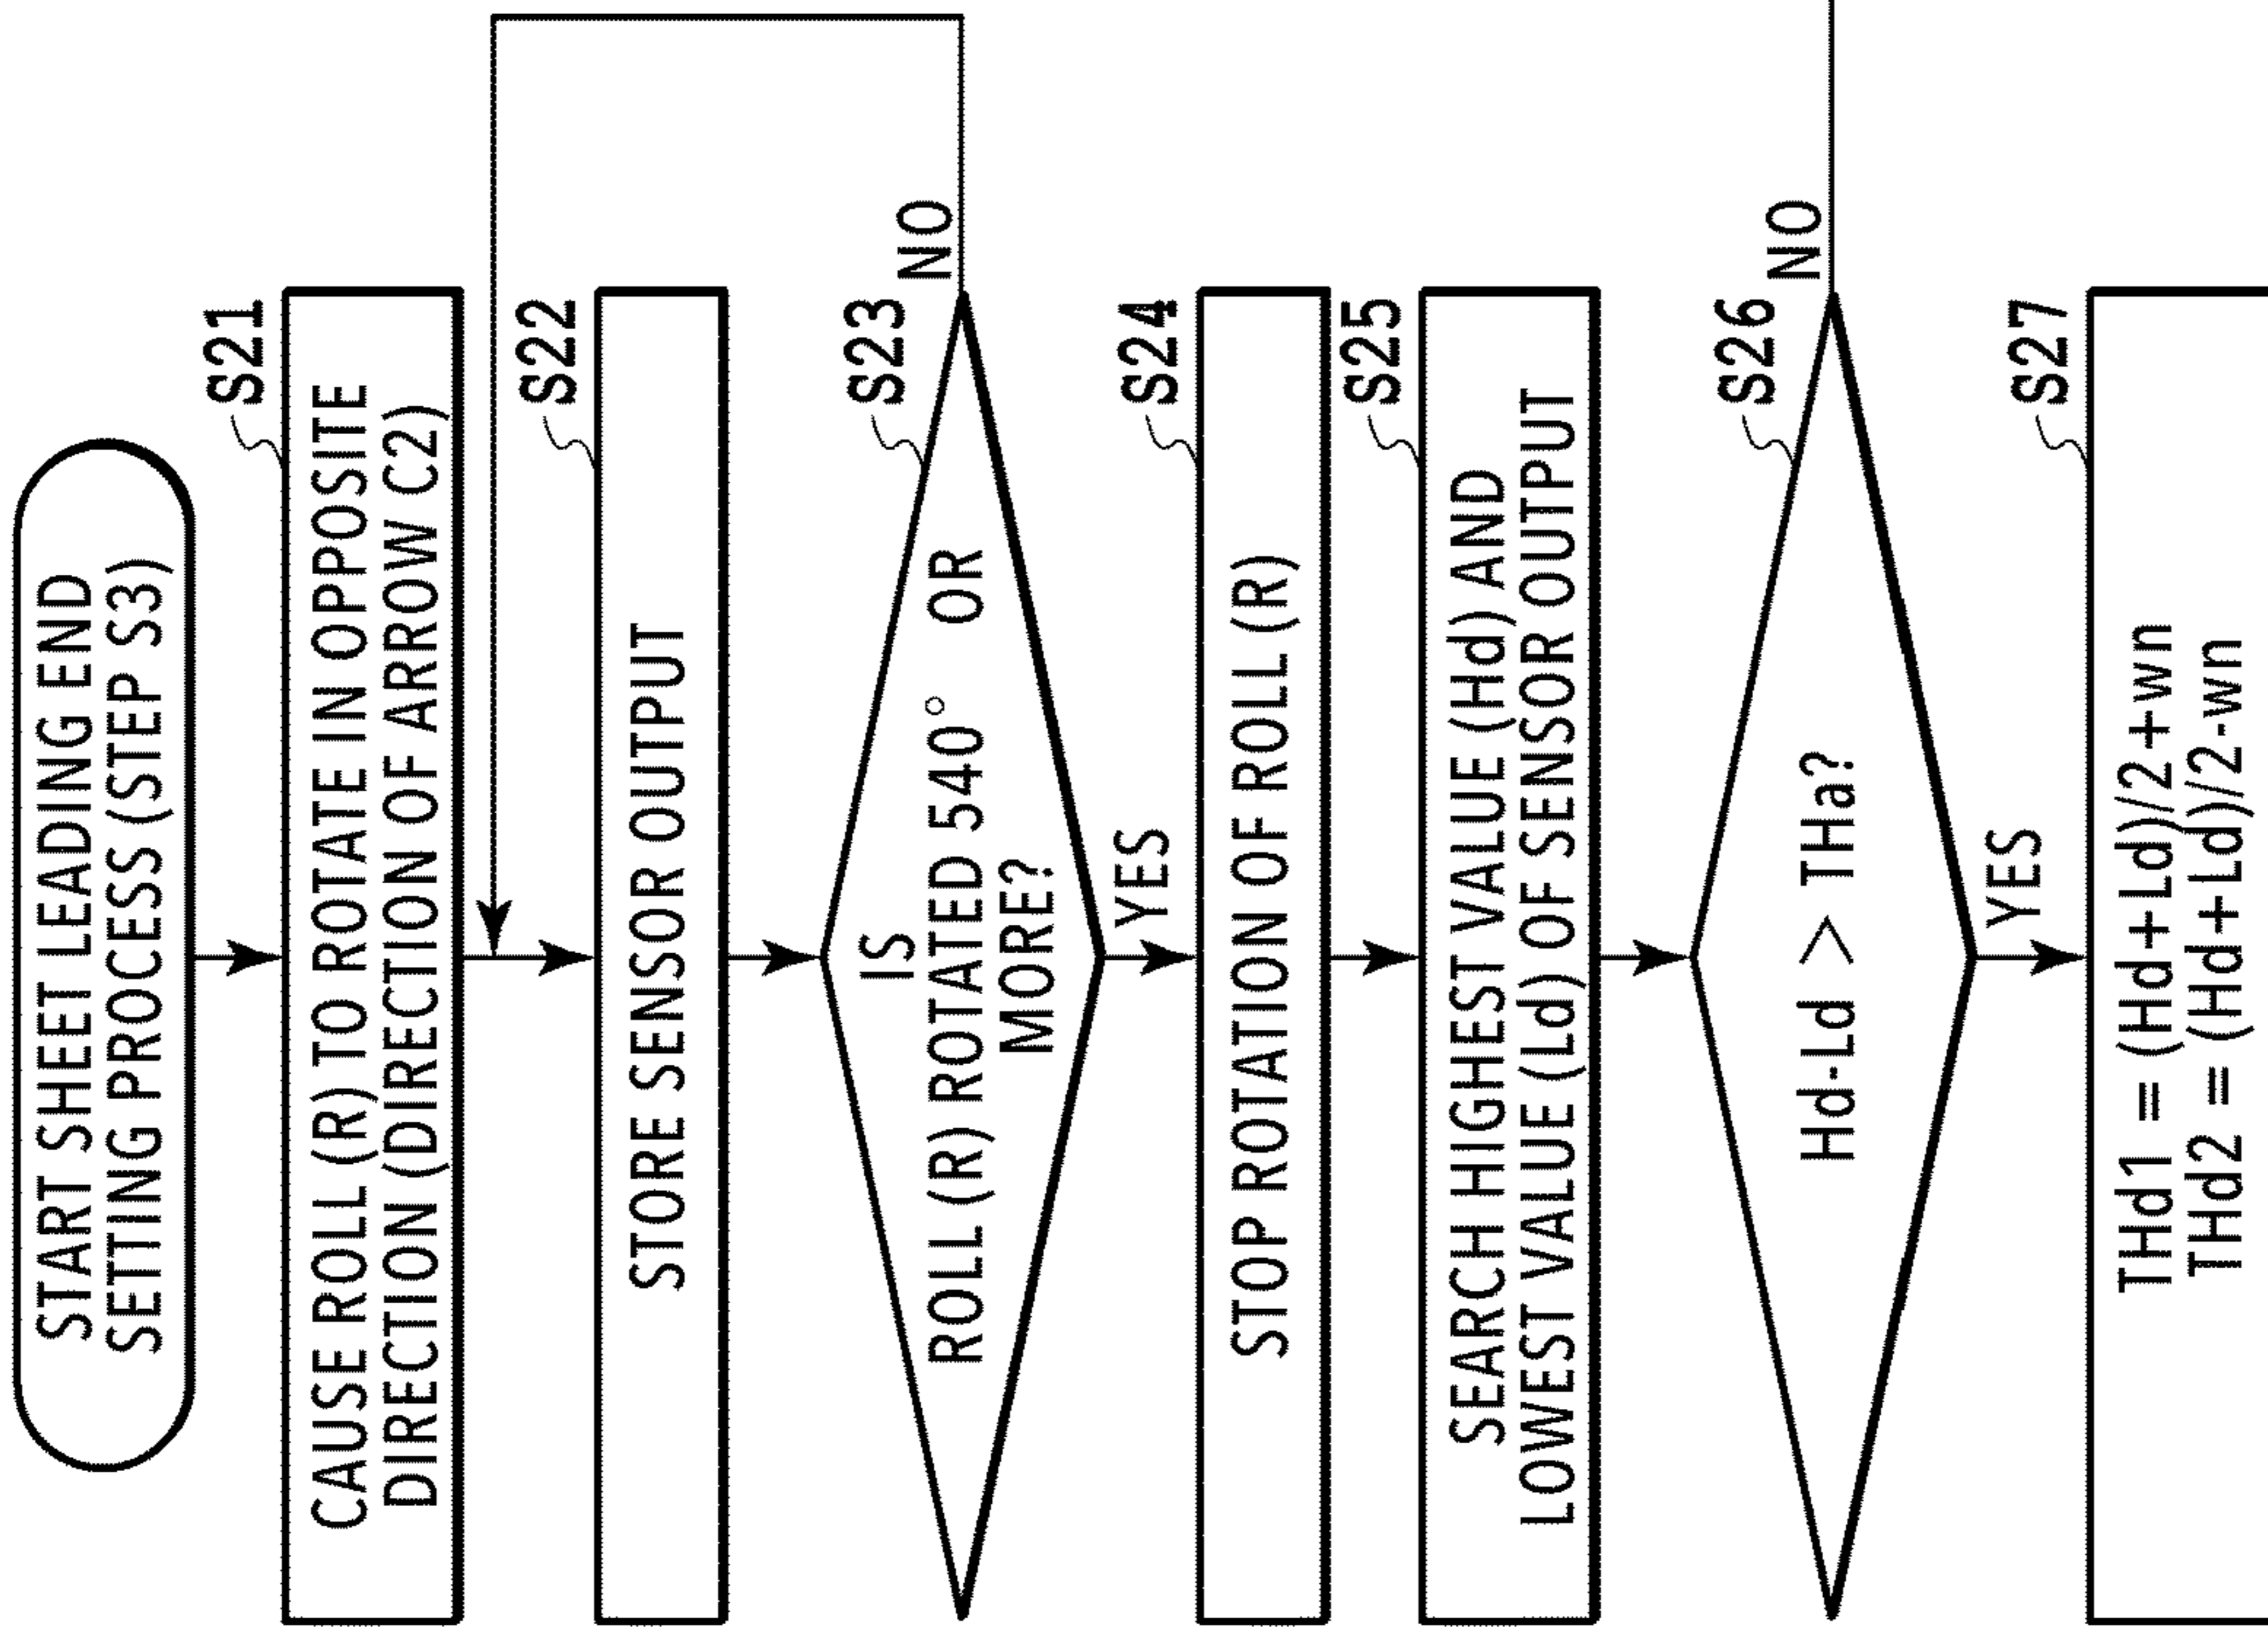 START SHEET LEADING END
SETTING PROCESS (STEP S3)
S21
CAUSE ROLL (R) TO ROTATE IN OPPOSITE
DIRECTION (DIRECTION OF ARROW C2)
S22
STORE SENSOR OUTPUT
S23
IS
ROLL (R) ROTATED 540° OR
MORE?
NO
YES
S24
STOP ROTATION OF ROLL (R)
S25
SEARCH HIGHEST VALUE (Hd) AND
LOWEST VALUE (Ld) OF SENSOR OUTPUT
S26
Hd-Ld > THa?
NO
YES
S27
THd1 = (Hd+Ld)/2+wn
THd2 = (Hd+Ld)/2-wn